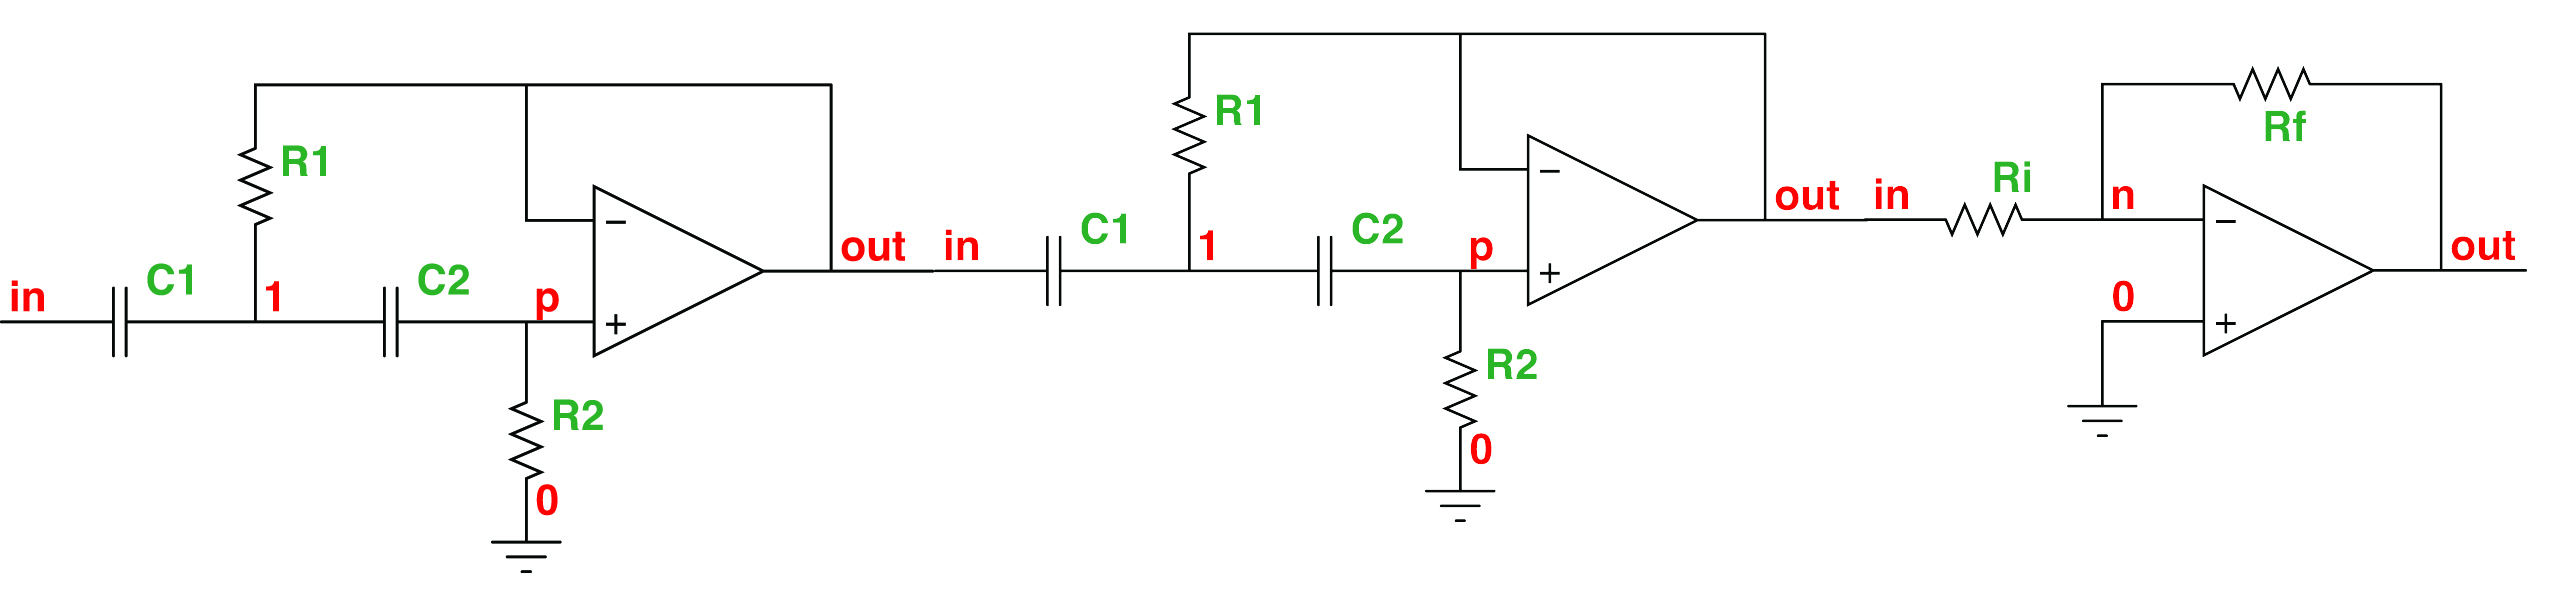 in
C1
R1
1
C2
p
R2
0
−
+
out
in
C1
R1
1
C2
p
R2
0
−
+
out
in
Ri
n
Rf
0
−
+
out